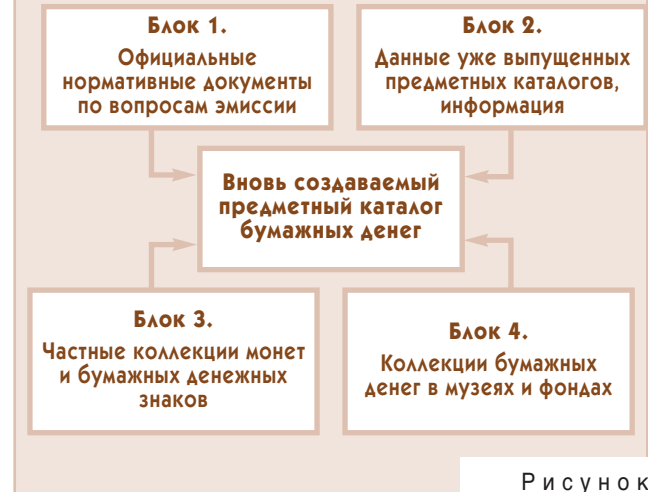 Блок 1.
Официальные
нормативные документы
по вопросам эмиссии
Блок 2.
Данные уже выпущенных
предметных каталогов,
информация
Вновь создаваемый
предметный каталог
бумажных денег
Блок 3.
Частные коллекции монет
и бумажных денежных
знаков
Блок 4.
Коллекции бумажных
денег в музеях и фондах
Рисунок